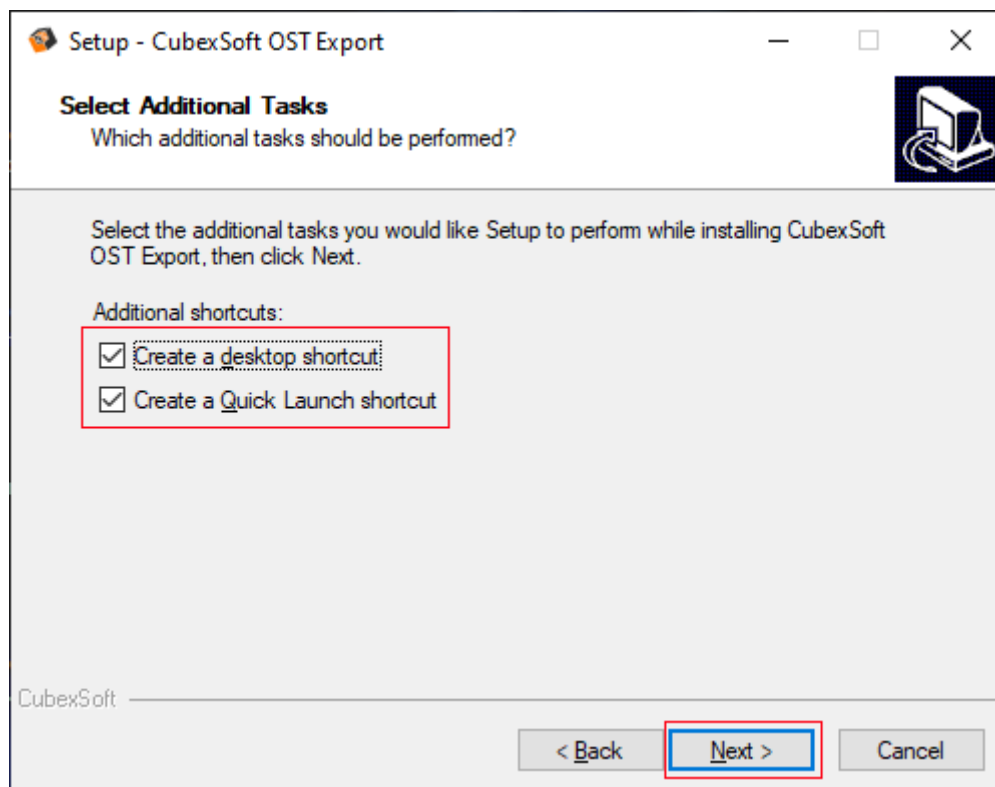 Setup - CubexSoft OST Export
Select Additional Tasks
Which additional tasks should be performed?
Select the additional tasks you would like Setup to perform while installing CubexSoft
OST Export, then click Next.
Additional shortcuts:
Create a desktop shortcut
Create a Quick Launch shortcut
CubexSoft
< Back Next > Cancel